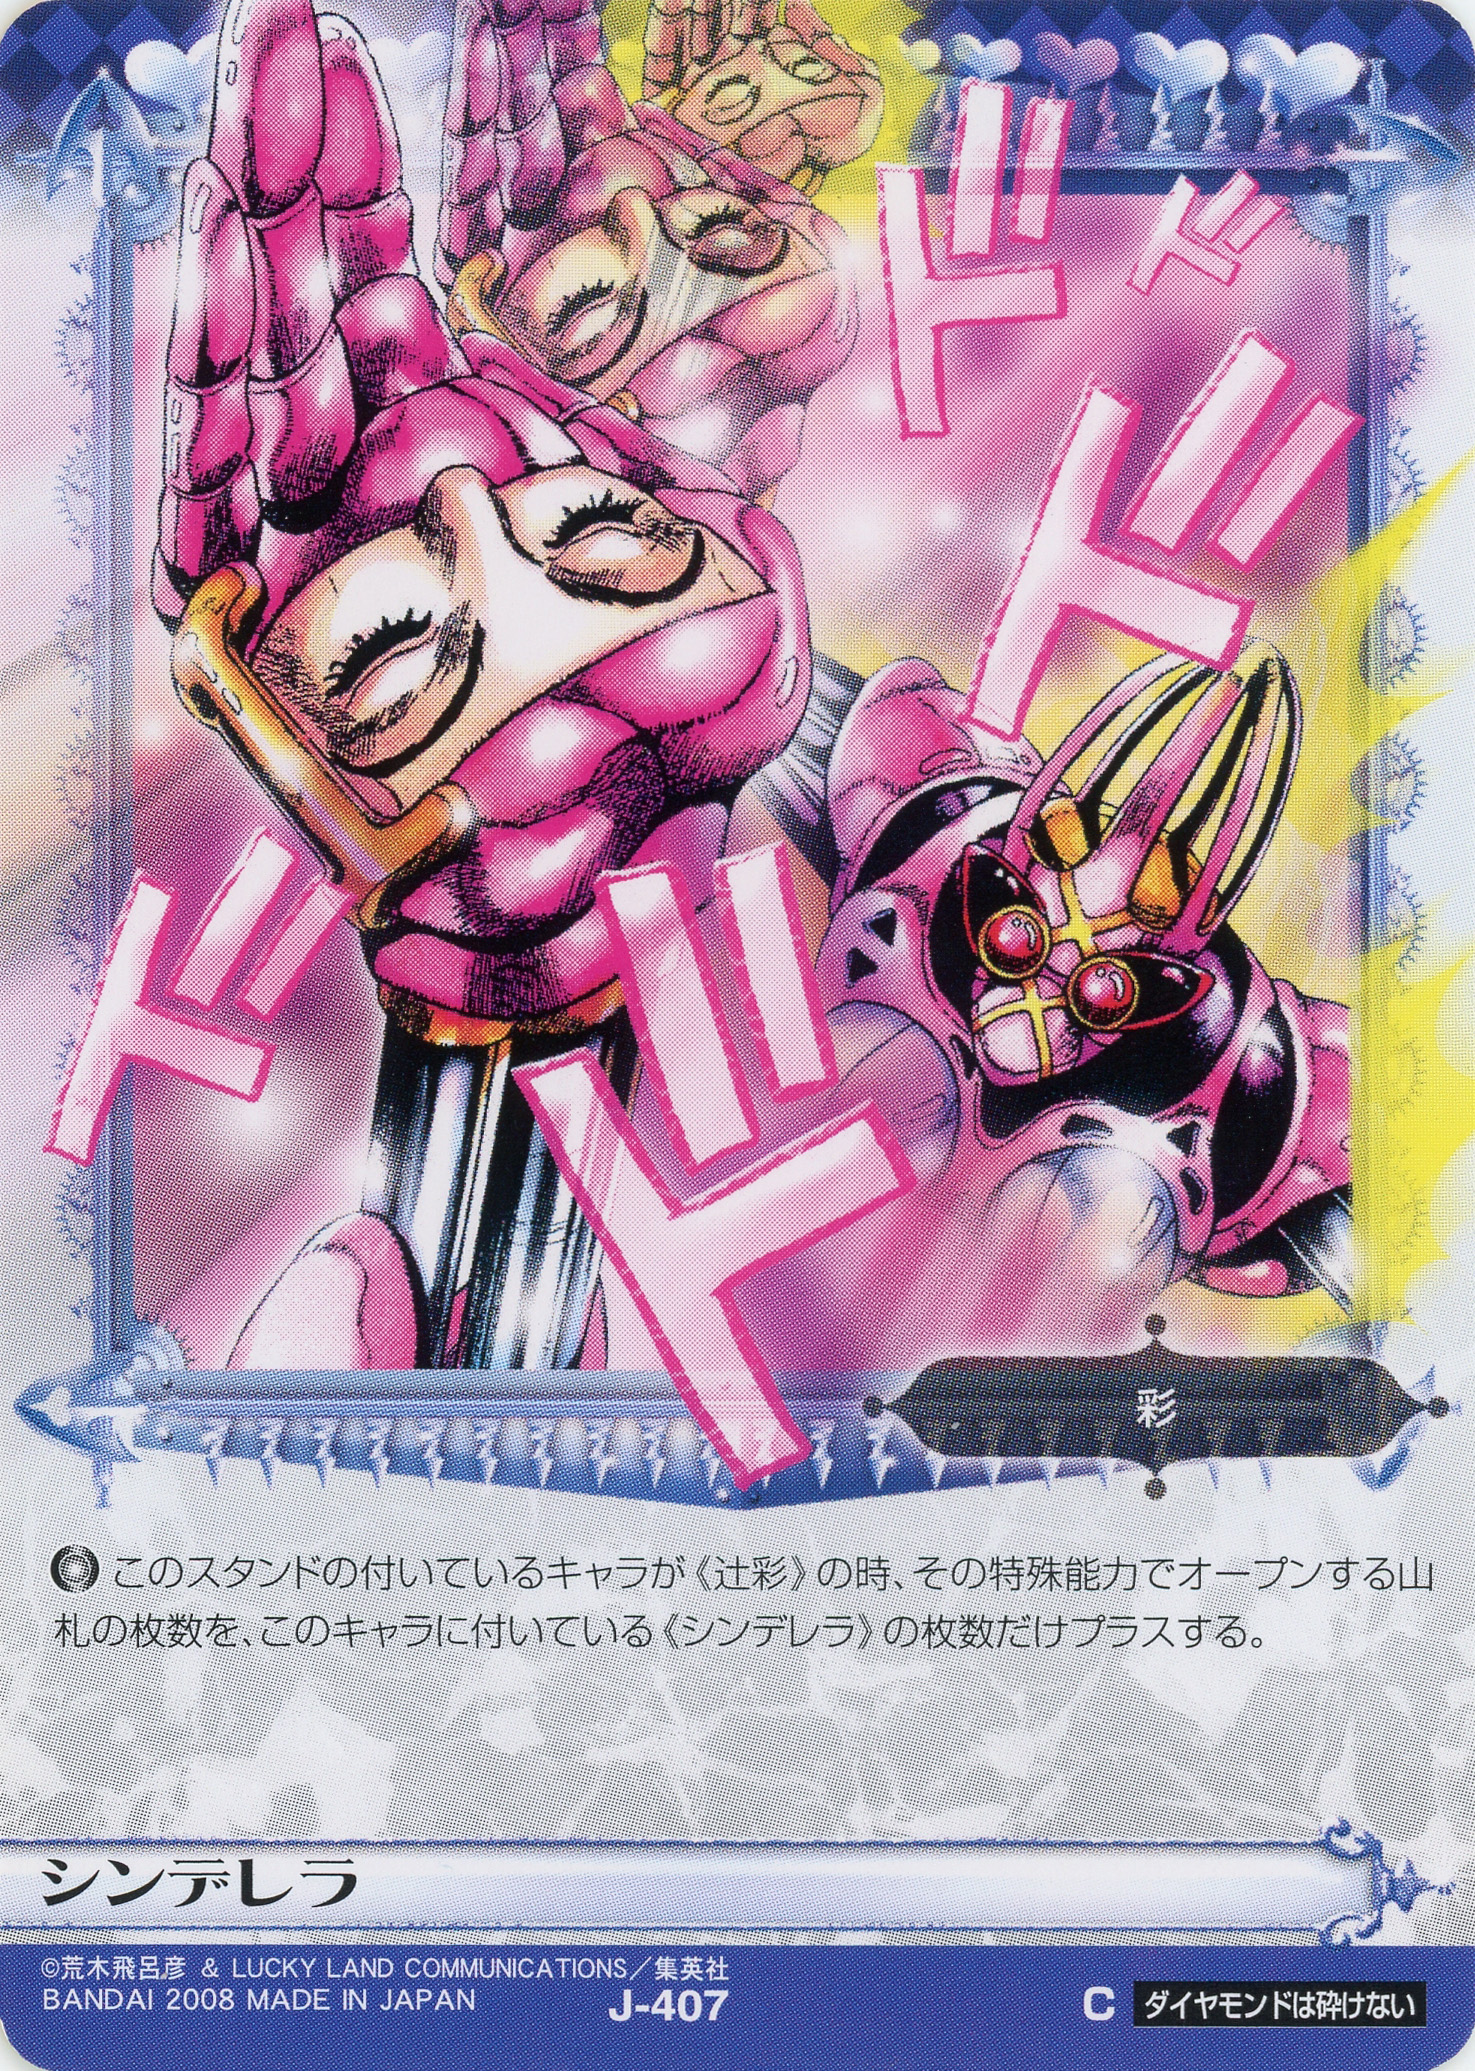 ド
ド
ド
ド
ド
ド
彩
このスタンドの付いているキャラが《辻彩》の時、その特殊能力でオープンする山
札の枚数を、このキャラに付いている《シンデレラ》の枚数だけプラスする。
シンデレラ
©荒木飛呂彦 & LUCKY LAND COMMUNICATIONS／集英社
BANDAI 2008 MADE IN JAPAN
J-407
C
ダイヤモンドは砕けない